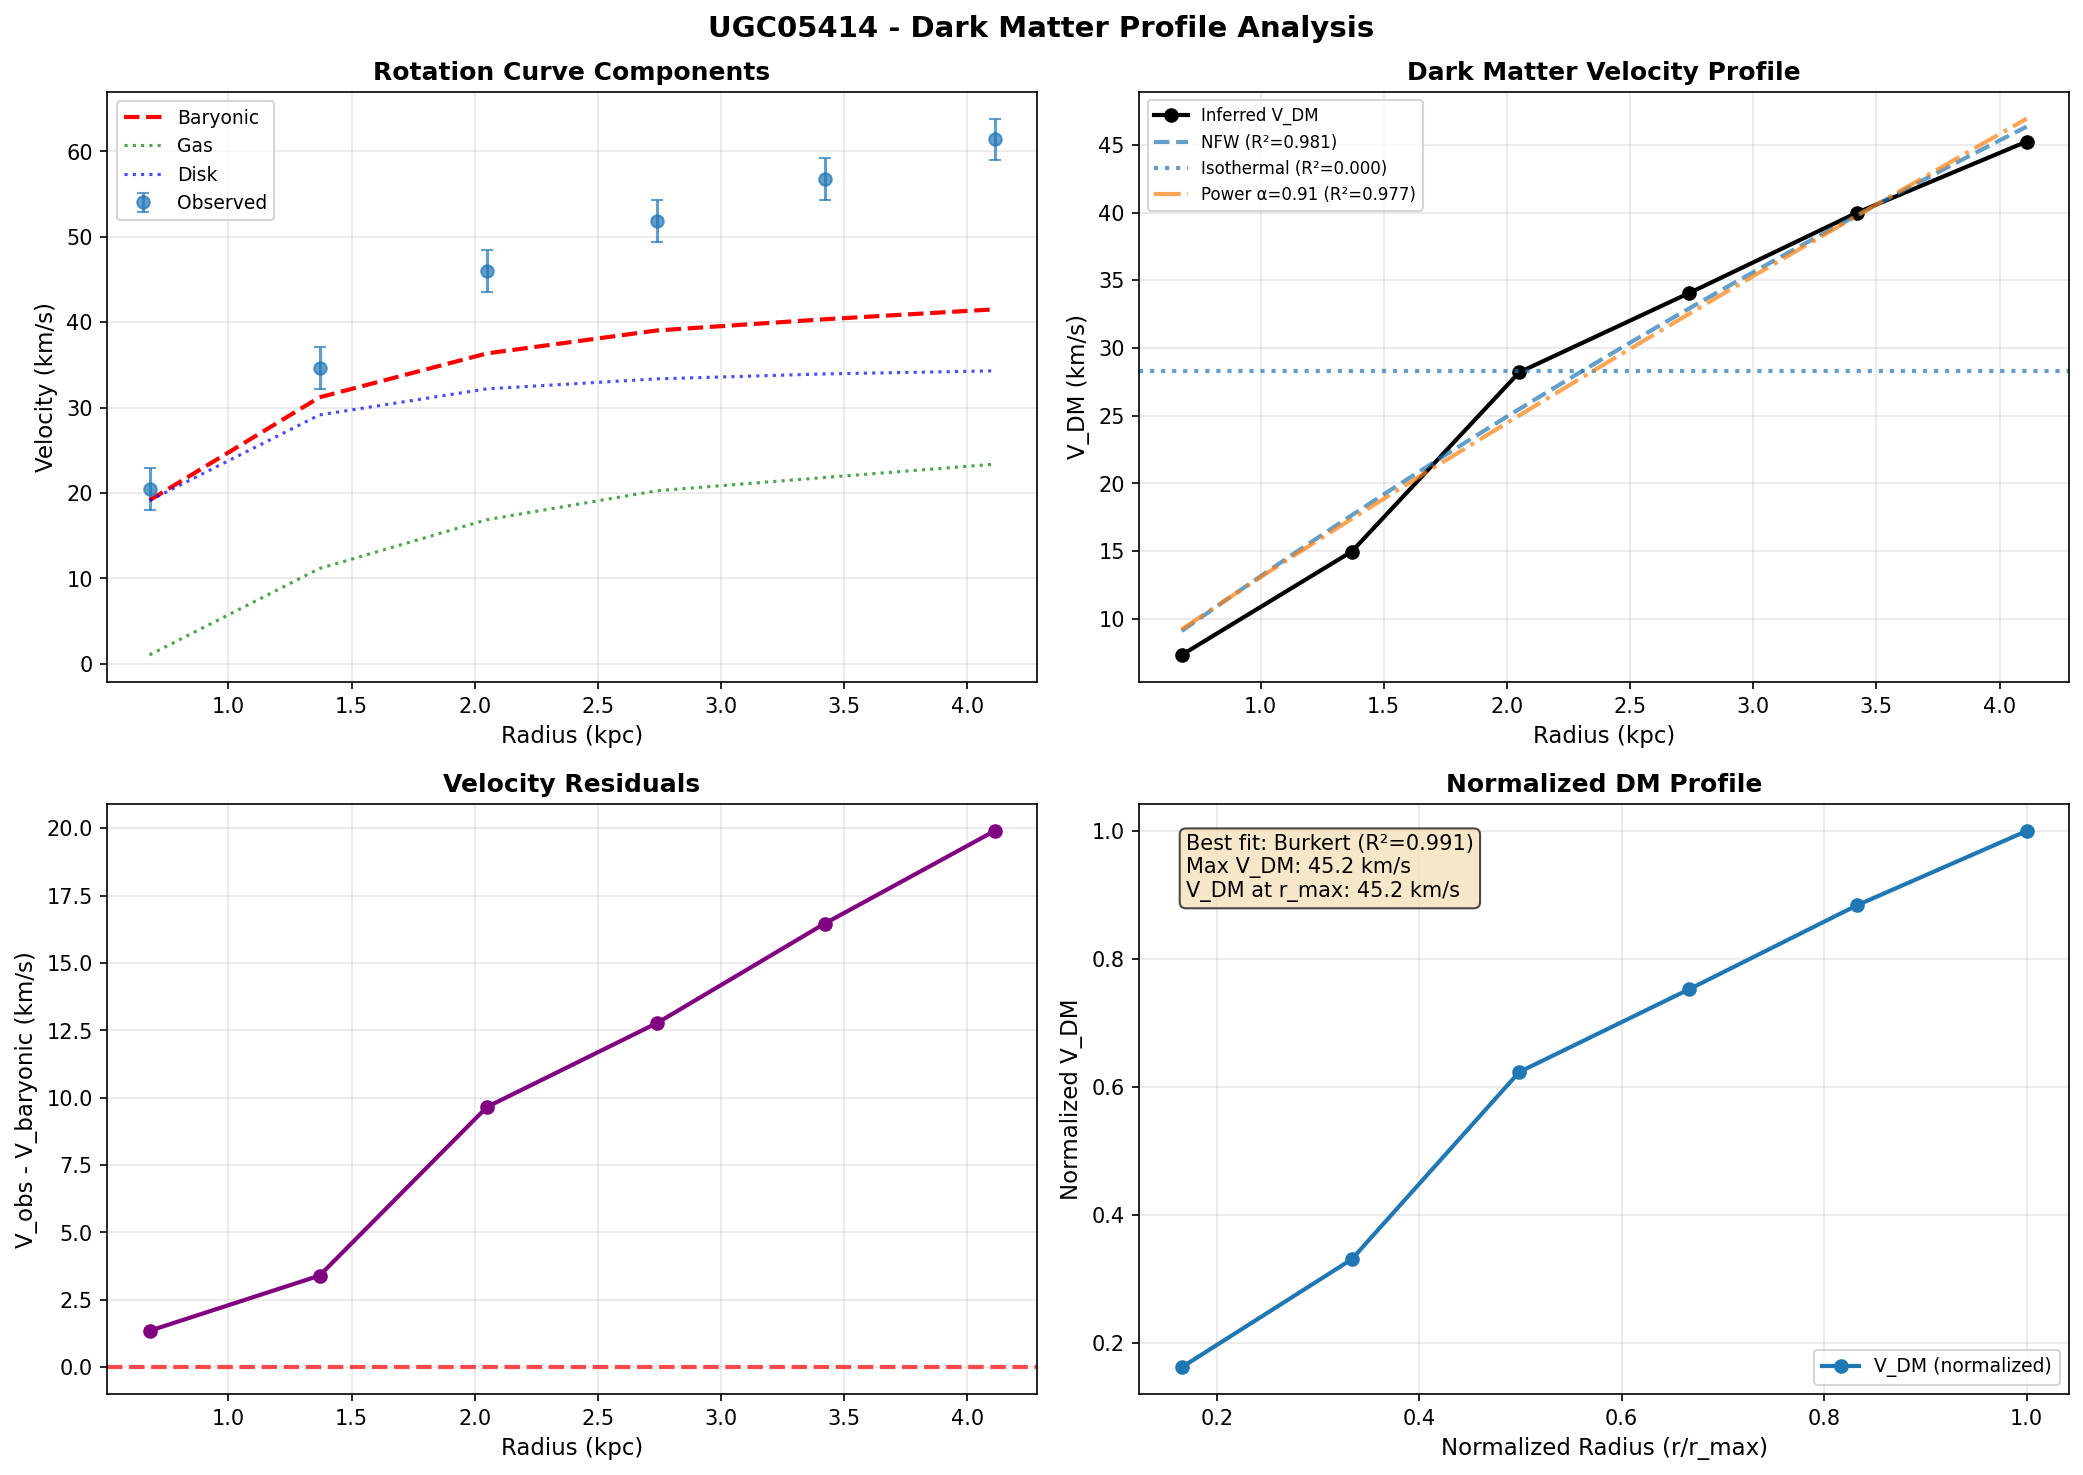 UGC05414 - Dark Matter Profile Analysis
Rotation Curve Components
Baryonic
Gas
Disk
Observed
Velocity (km/s)
60
50
40
30
20
10
0
1.0 1.5 2.0 2.5 3.0 3.5 4.0
Radius (kpc)
Dark Matter Velocity Profile
Inferred V_DM
NFW (R²=0.981)
Isothermal (R²=0.000)
Power α=0.91 (R²=0.977)
V_DM (km/s)
45
40
35
30
25
20
15
10
1.0 1.5 2.0 2.5 3.0 3.5 4.0
Radius (kpc)
Velocity Residuals
V_obs - V_baryonic (km/s)
20.0
17.5
15.0
12.5
10.0
7.5
5.0
2.5
0.0
1.0 1.5 2.0 2.5 3.0 3.5 4.0
Radius (kpc)
Normalized DM Profile
Best fit: Burkert (R²=0.991)
Max V_DM: 45.2 km/s
V_DM at r_max: 45.2 km/s
Normalized V_DM
1.0
0.8
0.6
0.4
0.2
V_DM (normalized)
0.2 0.4 0.6 0.8 1.0
Normalized Radius (r/r_max)